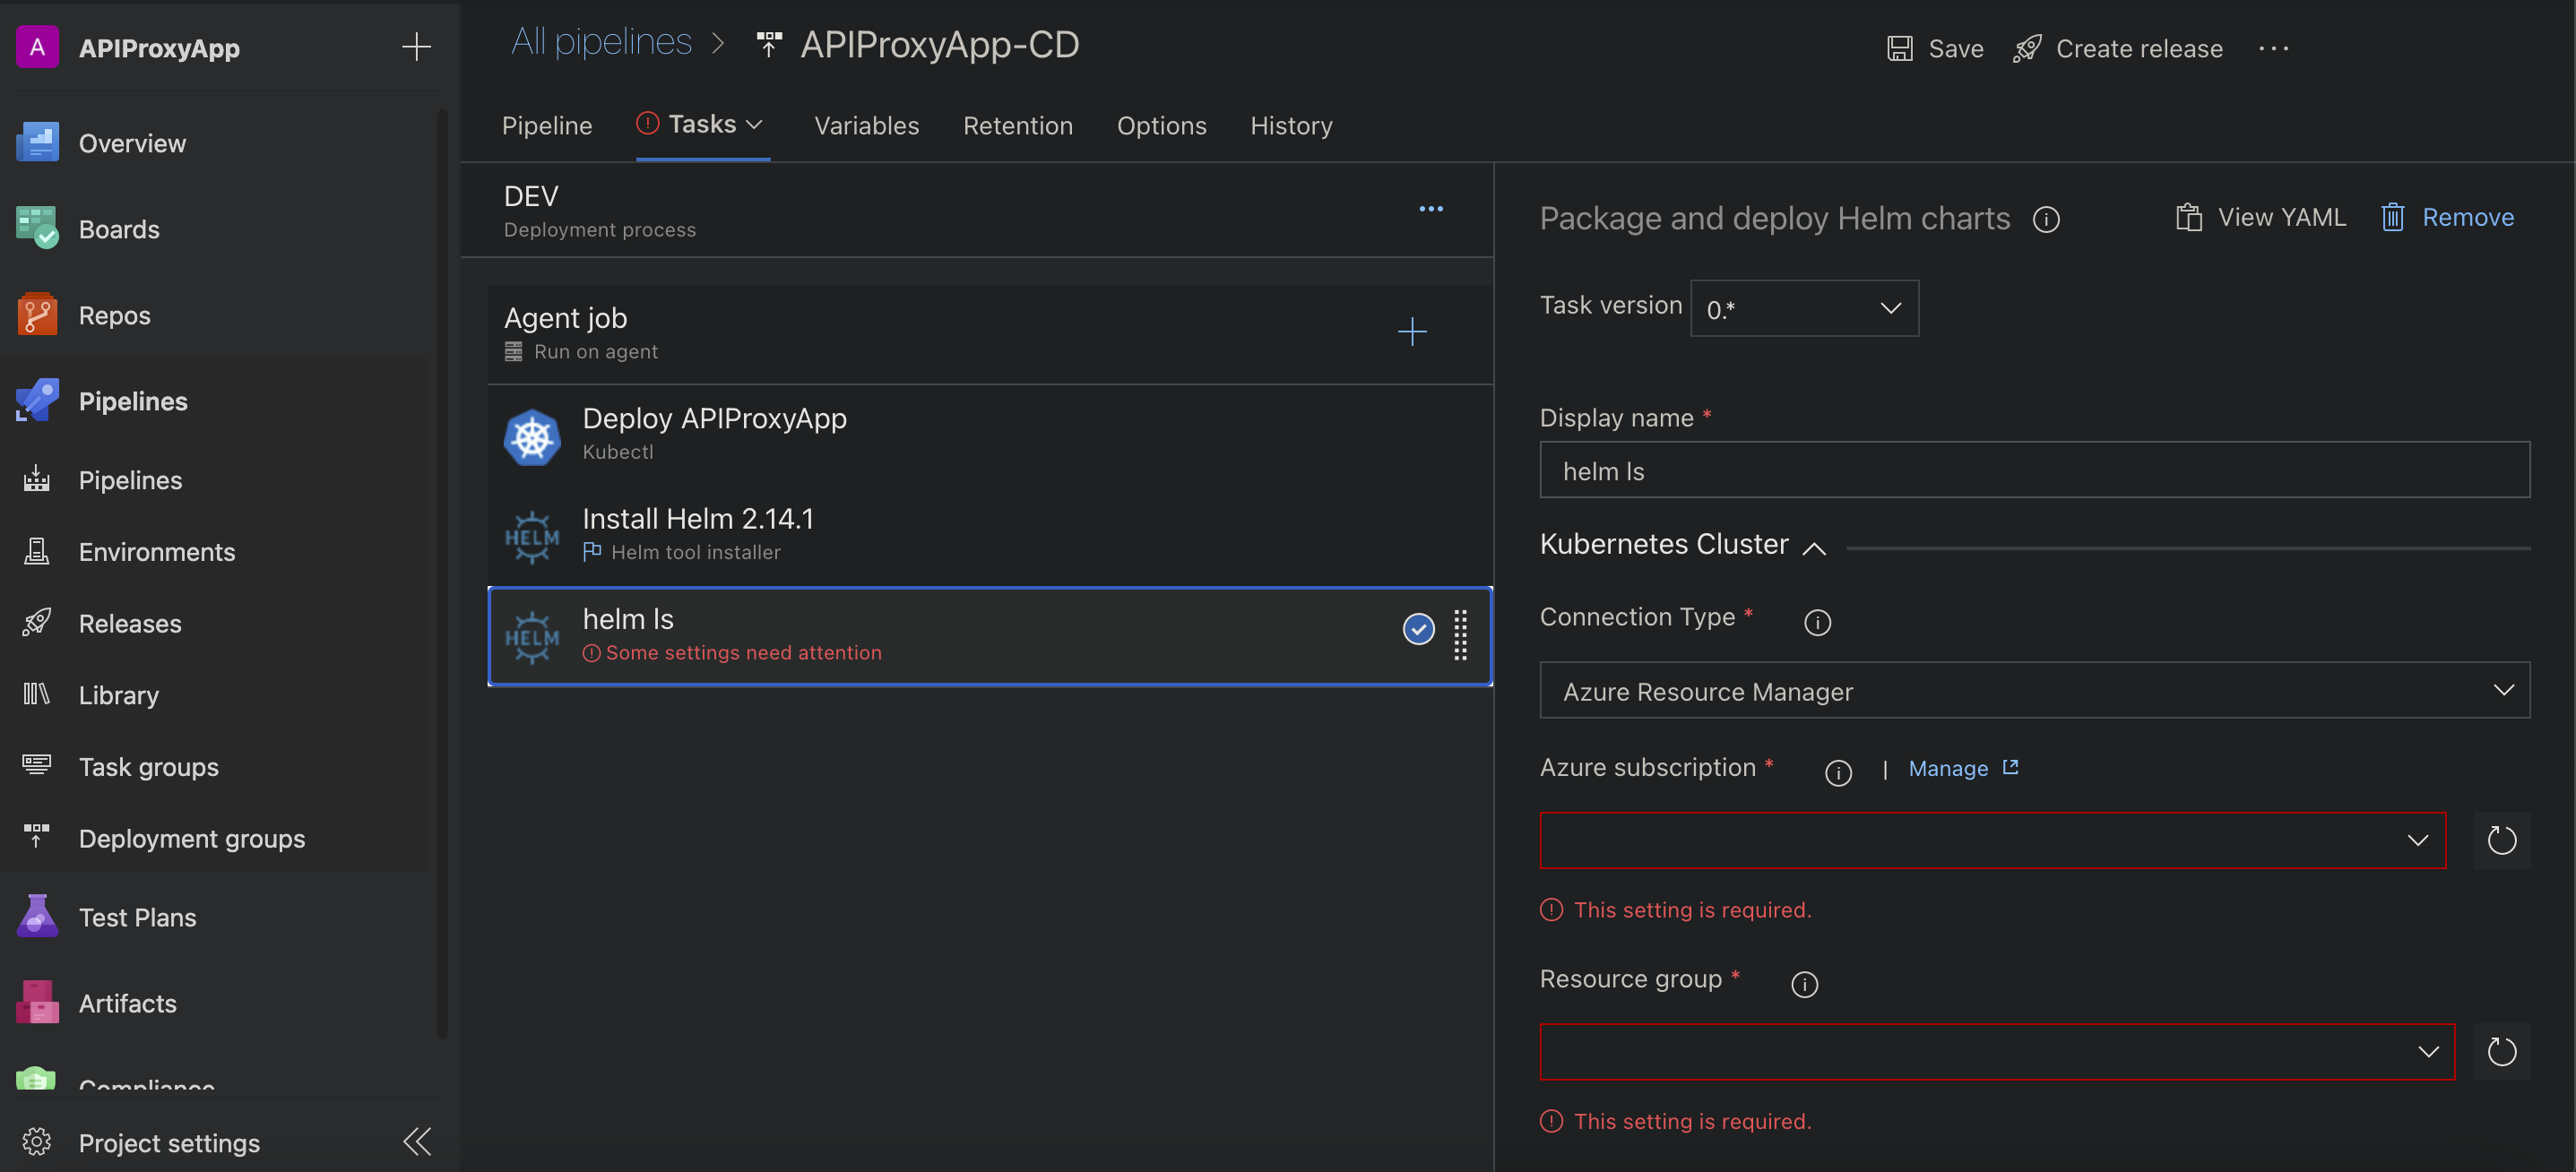 A
APIProxyApp
Overview
Boards
Repos
Pipelines
Pipelines
Environments
Releases
Library
Task groups
Deployment groups
Test Plans
Artifacts
Compliance
Project settings
All pipelines
APIProxyApp-CD
Save
Create release
Pipeline
Tasks
Variables
Retention
Options
History
DEV
Deployment process
Agent job
Run on agent
Deploy APIProxyApp
Kubectl
HELM
Install Helm 2.14.1
Helm tool installer
HELM
helm ls
Some settings need attention
Package and deploy Helm charts
View YAML
Remove
Task version
0.*
Display name *
helm ls
Kubernetes Cluster
Connection Type *
Azure Resource Manager
Azure subscription *
| Manage
This setting is required.
Resource group *
This setting is required.